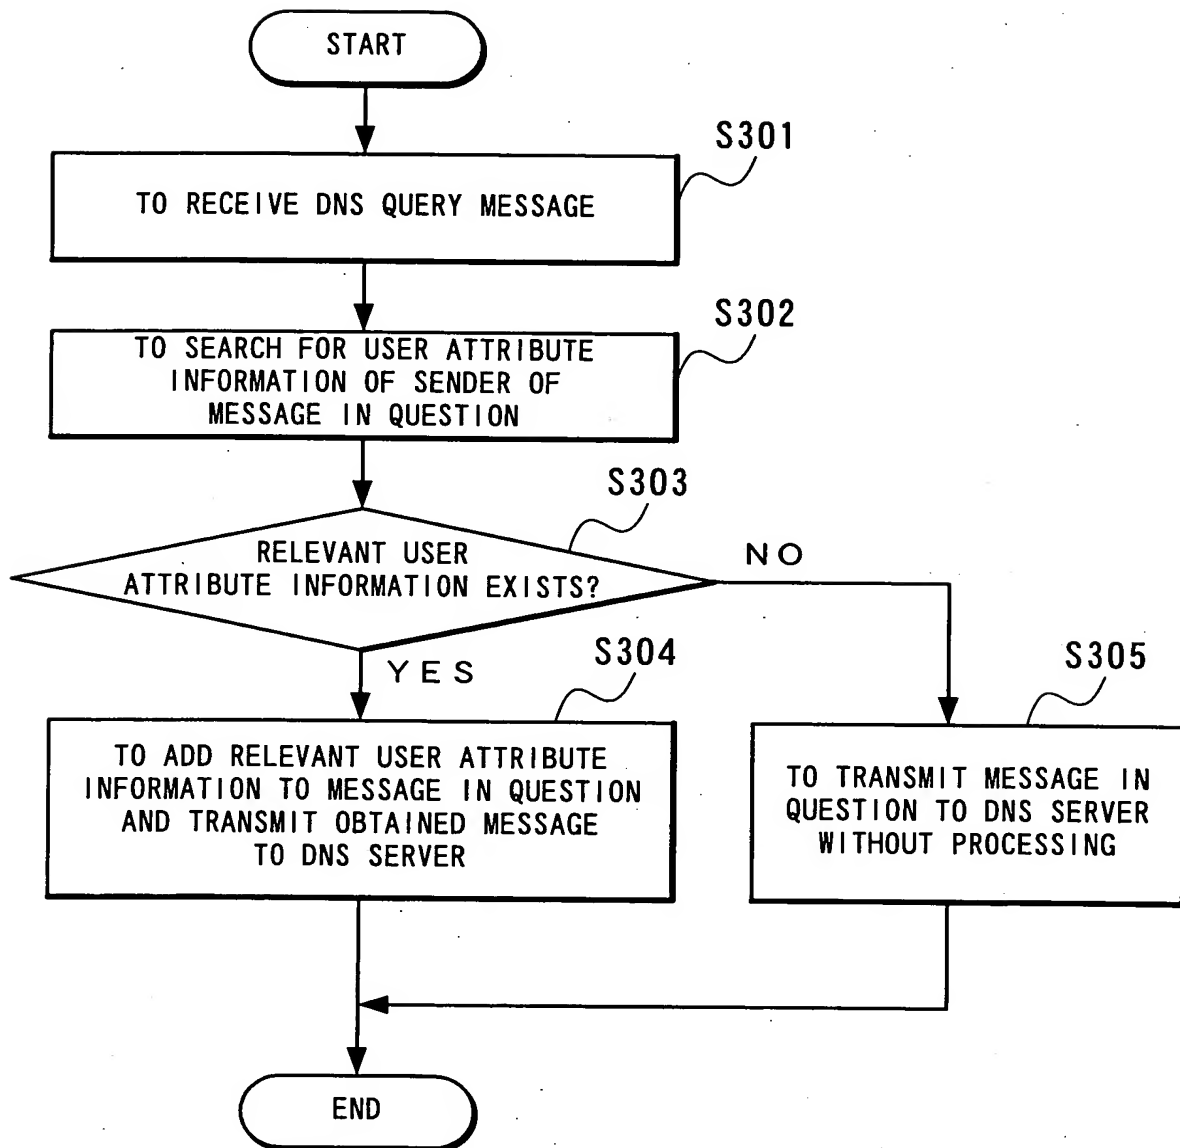 START
S301
TO RECEIVE DNS QUERY MESSAGE
S302
TO SEARCH FOR USER ATTRIBUTE
INFORMATION OF SENDER OF
MESSAGE IN QUESTION
S303
RELEVANT USER
ATTRIBUTE INFORMATION EXISTS?
NO
YES
S304
TO ADD RELEVANT USER ATTRIBUTE
INFORMATION TO MESSAGE IN QUESTION
AND TRANSMIT OBTAINED MESSAGE
TO DNS SERVER
S305
TO TRANSMIT MESSAGE IN
QUESTION TO DNS SERVER
WITHOUT PROCESSING
END